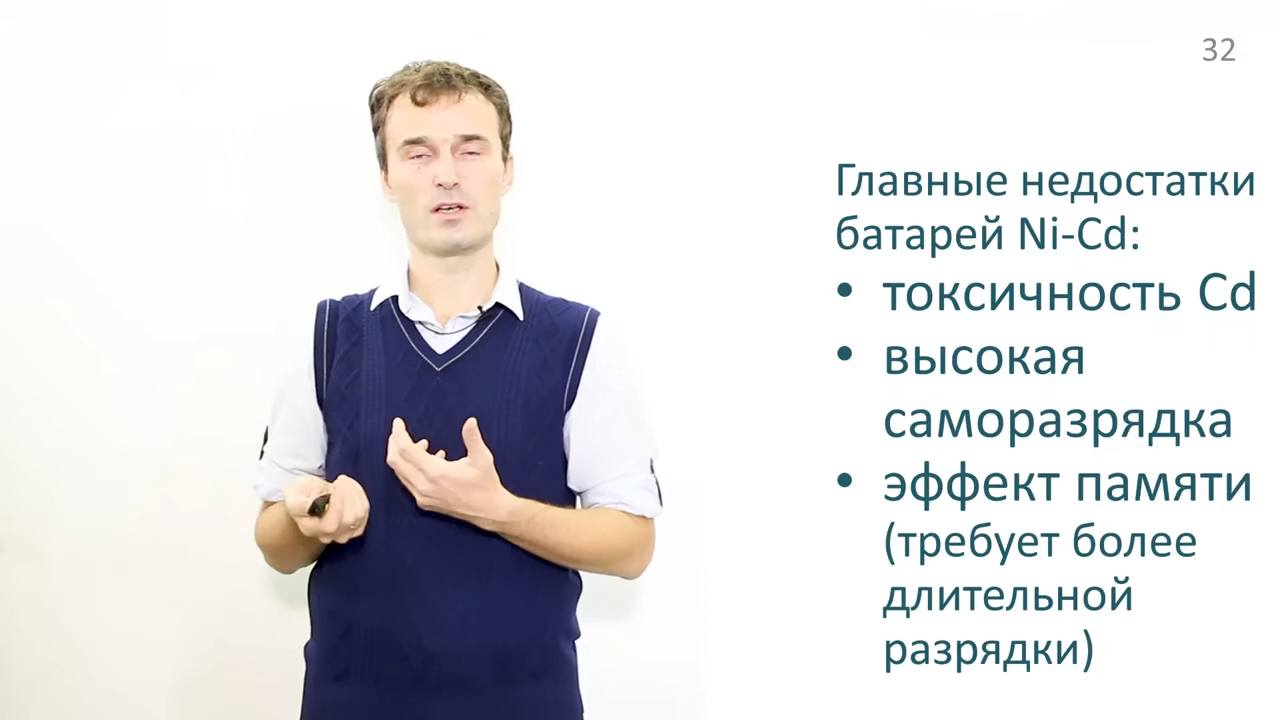 32
Главные недостатки
батарей Ni-Cd:
• токсичность Cd
• высокая
саморазрядка
• эффект памяти
(требует более
длительной
разрядки)